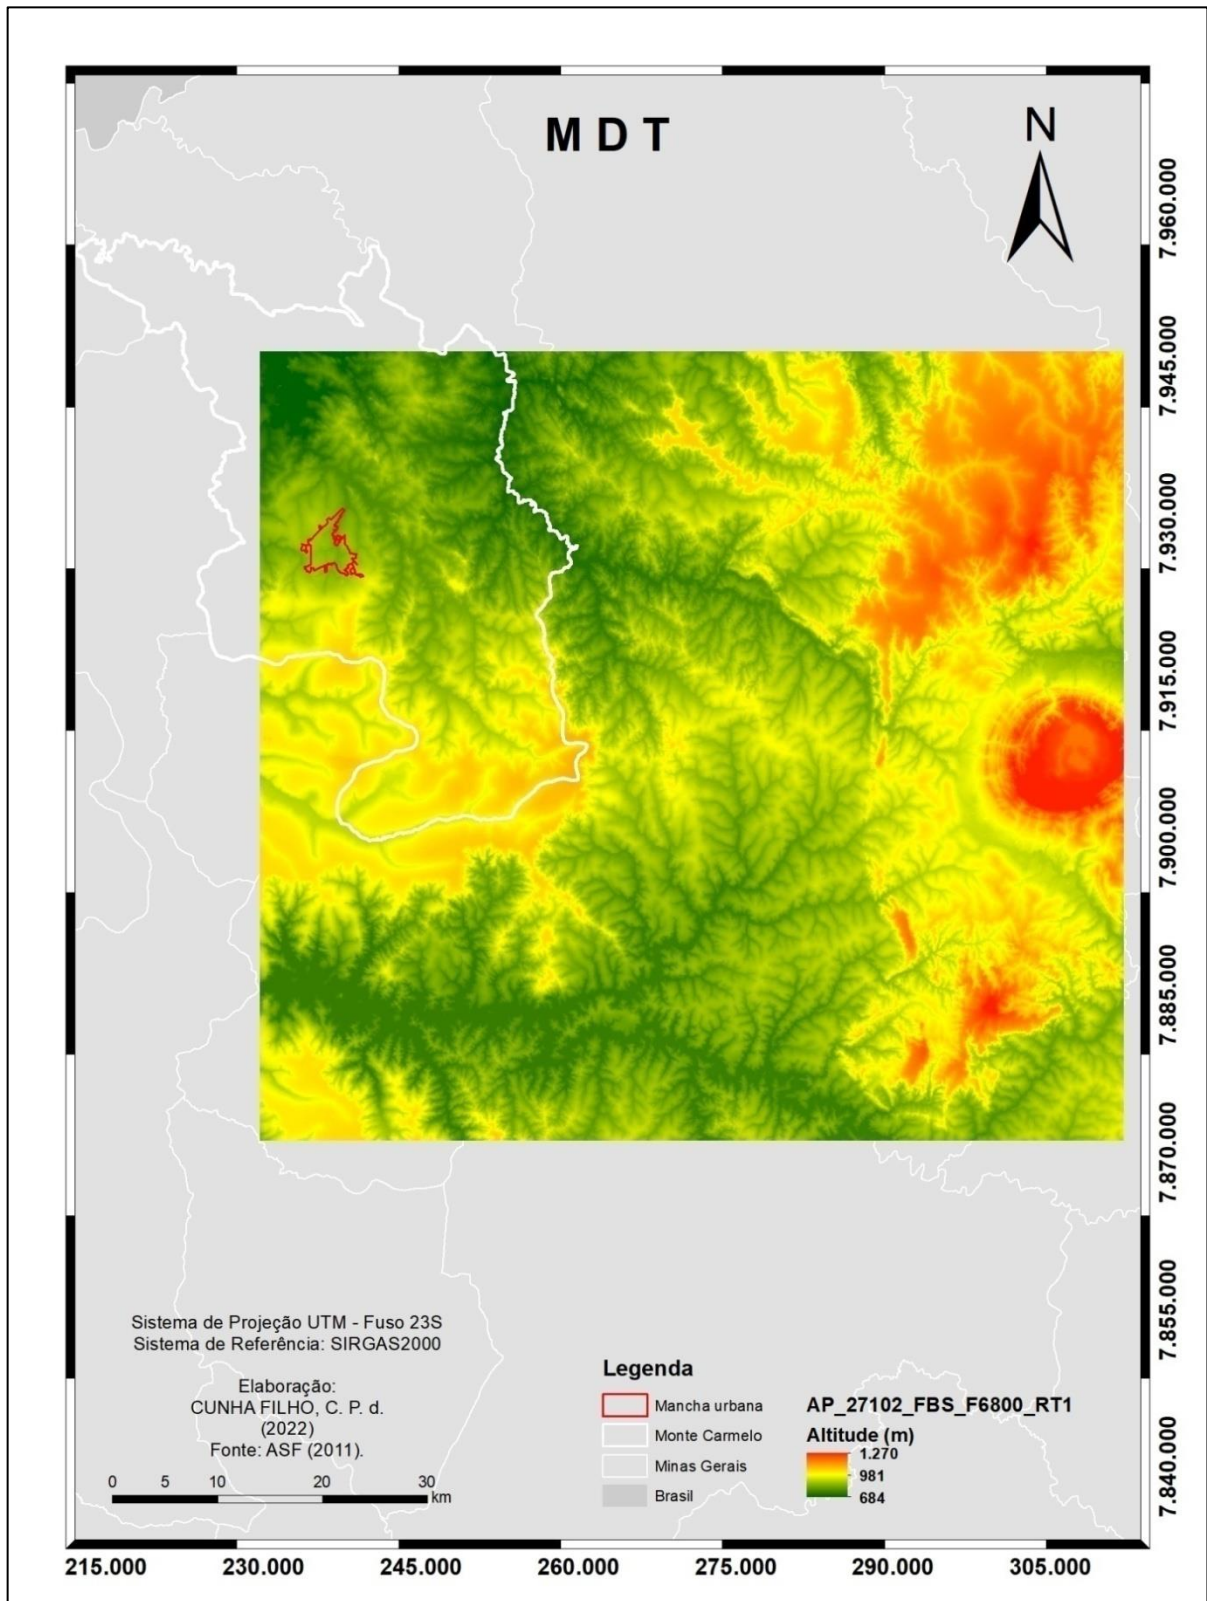 M D T
N
7.960.000
7.945.000
7.930.000
7.915.000
7.900.000
7.885.000
7.870.000
7.855.000
7.840.000
Sistema de Projeção UTM - Fuso 23S
Sistema de Referência: SIRGAS2000
Elaboração:
CUNHA FILHO, C. P. d.
(2022)
Fonte: ASF (2011).
0 5 10 20 30
km
Legenda
Mancha urbana
Monte Carmelo
Minas Gerais
Brasil
AP_27102_FBS_F6800_RT1
Altitude (m)
1.270
981
684
215.000 230.000 245.000 260.000 275.000 290.000 305.000